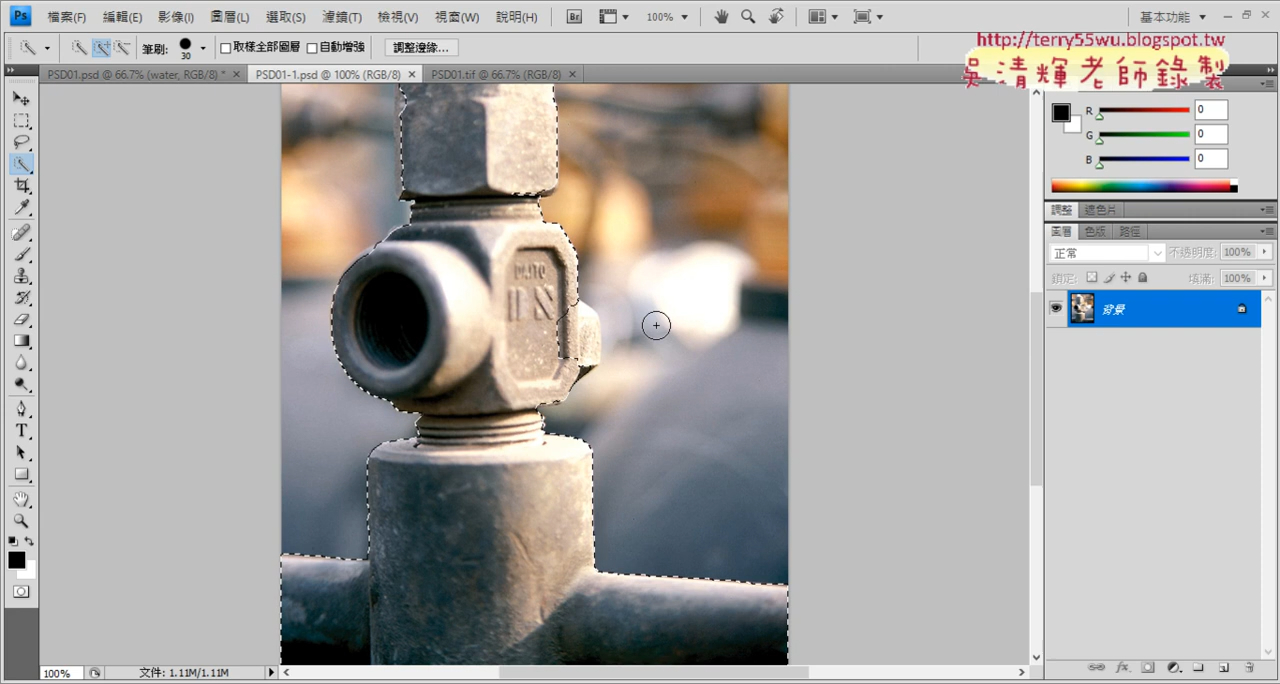 Ps 檔案(F) 編輯(E) 影像(I) 圖層(L) 選取(S) 濾鏡(T) 檢視(V) 視窗(W) 說明(H) Br 100% 基本功能
筆刷: 30 取樣全部圖層 自動增強 調整邊緣...
http://terry55wu.blogspot.tw
吳清輝老師錄製
PSD01.psd @ 66.7% (water, RGB/8) * PSD01-1.psd @ 100% (RGB/8) PSD01.tif @ 66.7% (RGB/8)
R 0
G 0
B 0
調整 遮色片
圖層 色版 路徑
正常 不透明度: 100%
鎖定: 填滿: 100%
背景
DAITO
T
100% 文件: 1.11M/1.11M
fx